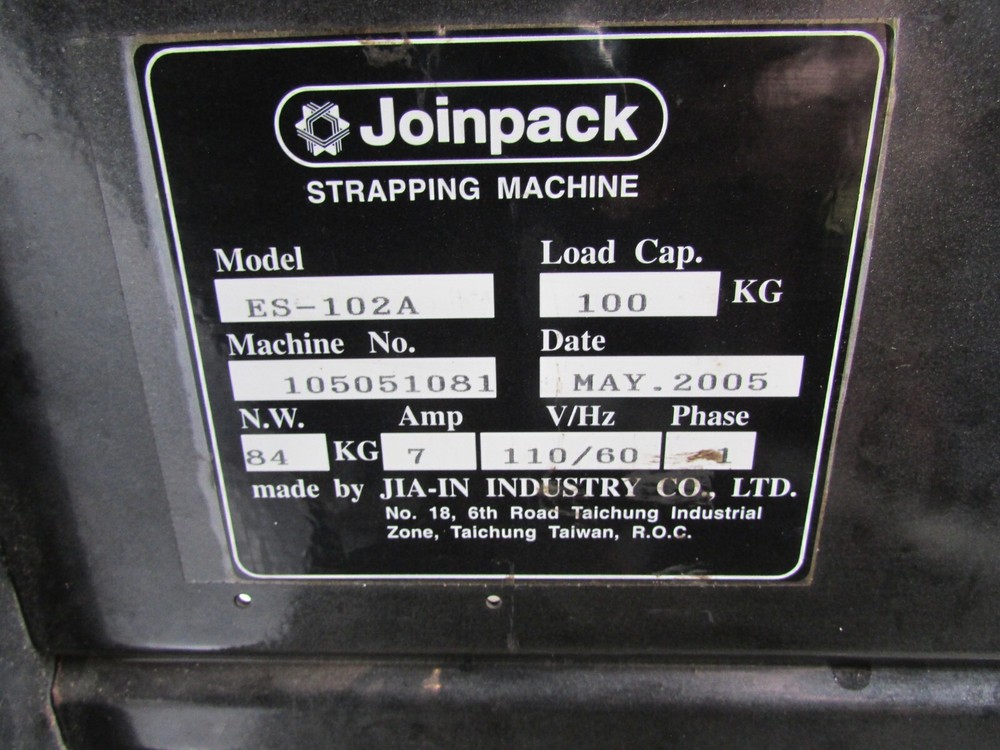 Joinpack
STRAPPING MACHINE
Model Load Cap.
ES-102A 100 KG
Machine No. Date
105051081 MAY.2005
N.W. Amp V/Hz Phase
84 KG 7 110/60 1
made by JIA-IN INDUSTRY CO., LTD.
No. 18, 6th Road Taichung Industrial
Zone, Taichung Taiwan, R.O.C.